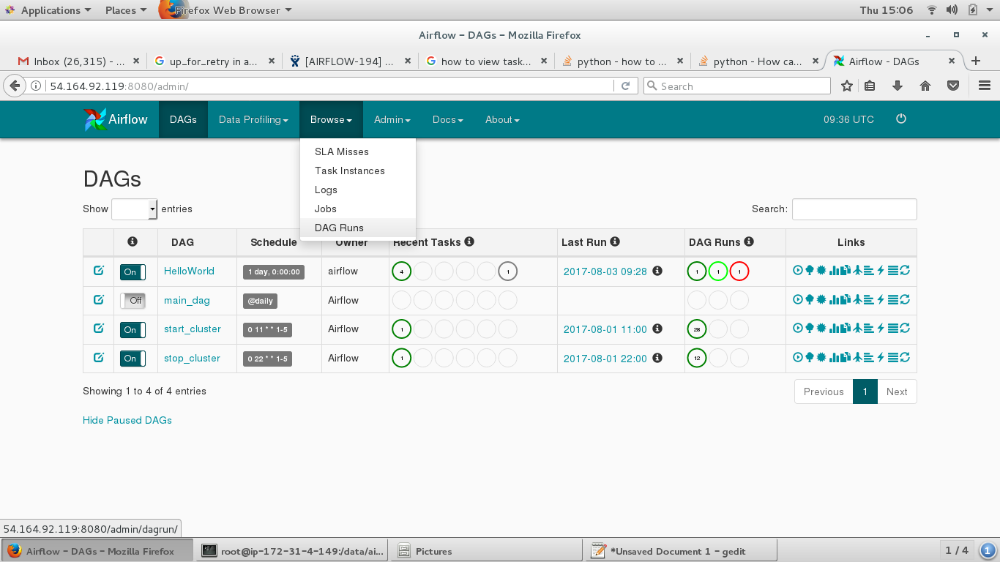 Applications Places Firefox Web Browser Thu 15:06
Airflow - DAGs - Mozilla Firefox
Inbox (26,315) - ... up_for_retry in a... [AIRFLOW-194] ... how to view task... python - how to ... python - How ca... Airflow - DAGs
54.164.92.119:8080/admin/ Search
Airflow DAGs Data Profiling Browse Admin Docs About 09:36 UTC
SLA Misses
Task Instances
Logs
Jobs
DAG Runs
DAGs
Show entries Search:
DAG Schedule Owner Recent Tasks Last Run DAG Runs Links
On HelloWorld 1 day, 0:00:00 airflow 4 1 2017-08-03 09:28 1 1 1
Off main_dag @daily Airflow
On start_cluster 0 11 * * 1-5 Airflow 1 2017-08-01 11:00 28
On stop_cluster 0 22 * * 1-5 Airflow 1 2017-08-01 22:00 12
Showing 1 to 4 of 4 entries Previous 1 Next
Hide Paused DAGs
54.164.92.119:8080/admin/dagrun/
Airflow - DAGs - Mozilla Firefox root@ip-172-31-4-149:/data/ai... Pictures *Unsaved Document 1 - gedit 1 / 4 1